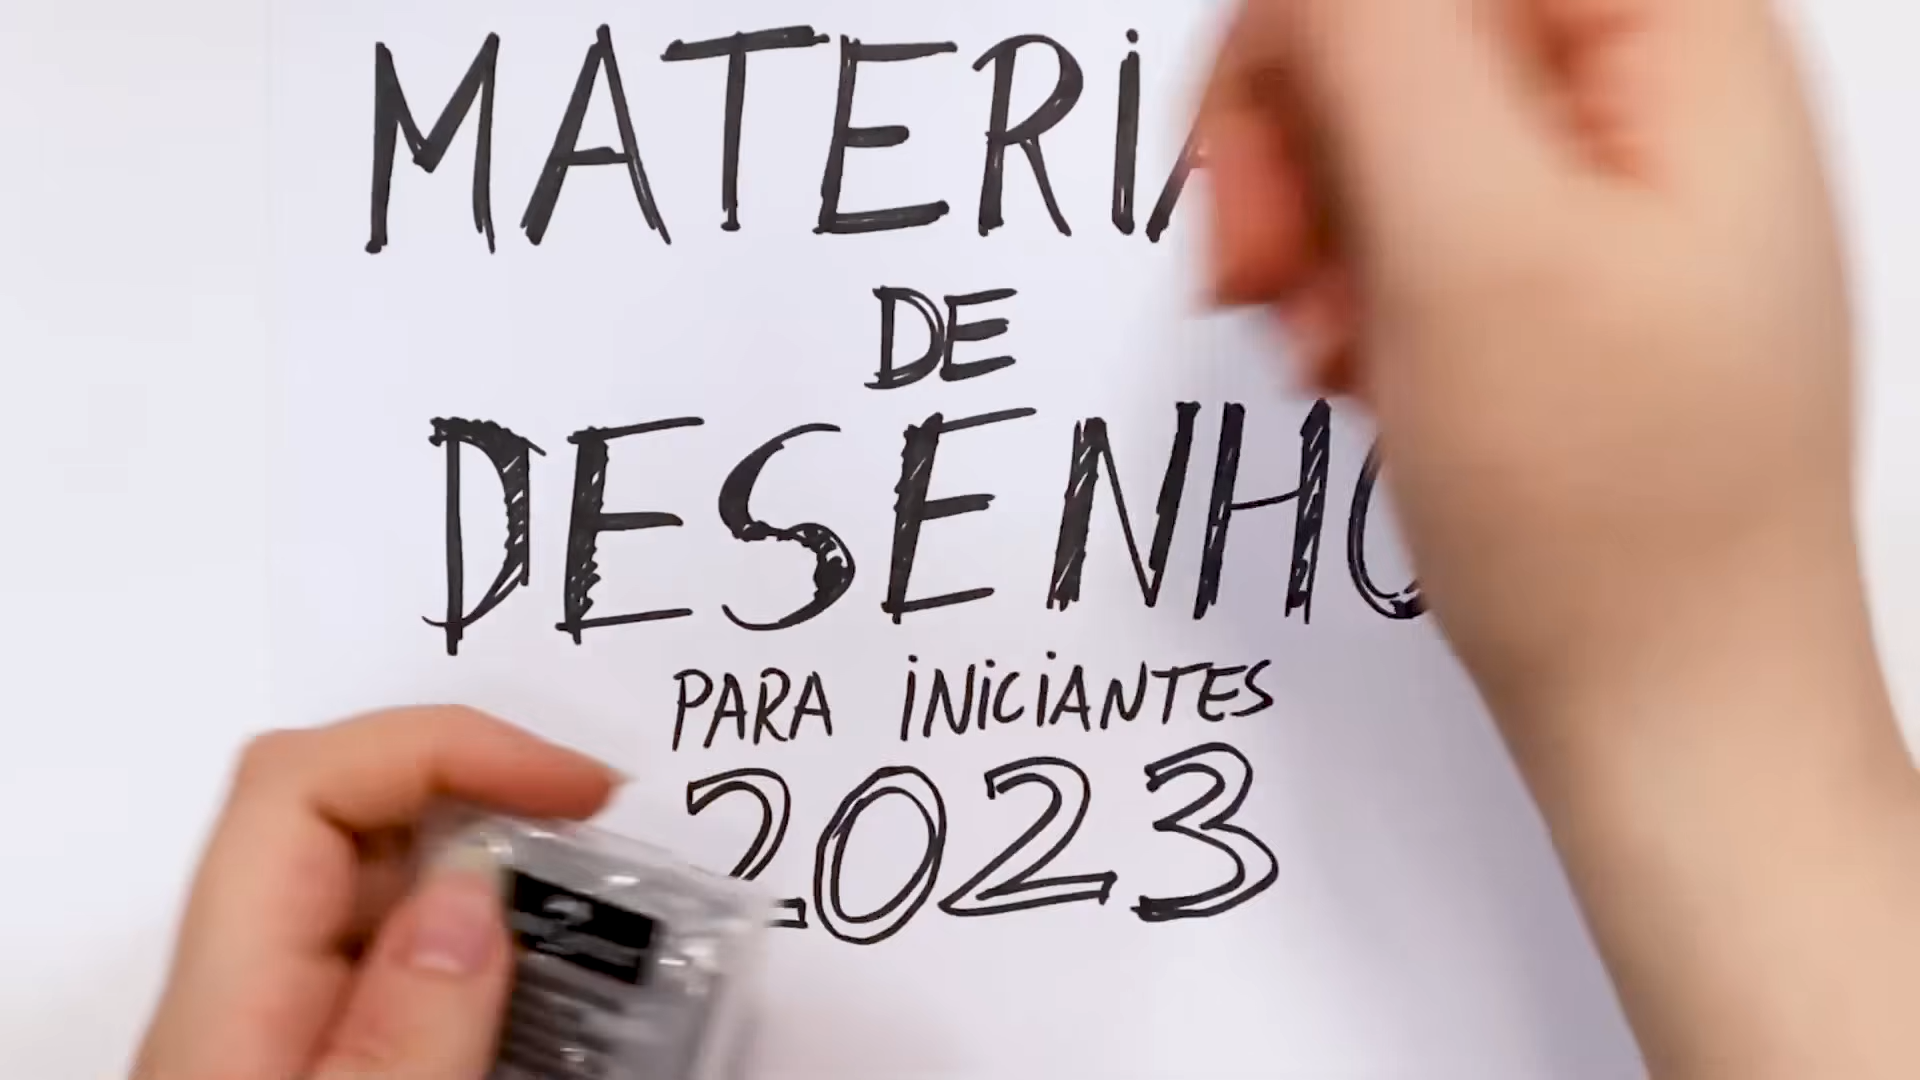 MATERIA
DE
DESENHO
PARA INICIANTES
2023